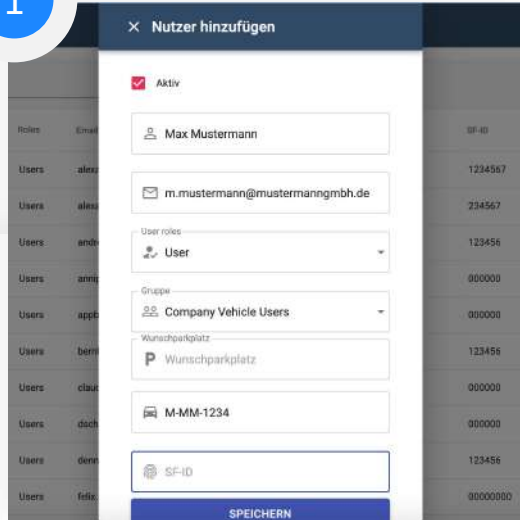 1
Nutzer hinzufügen
Aktiv
Roles Email SF-ID
Max Mustermann
Users 1234567
m.mustermann@mustermanngmbh.de
Users 234567
User roles
User
Users 123456
Gruppe
Company Vehicle Users
Users 000000
Users 000000
Wunschparkplatz
Wunschparkplatz
Users 123456
M-MM-1234
Users 000000
Users 000000
SF-ID
Users 123456
SPEICHERN
Users felix. 00000000